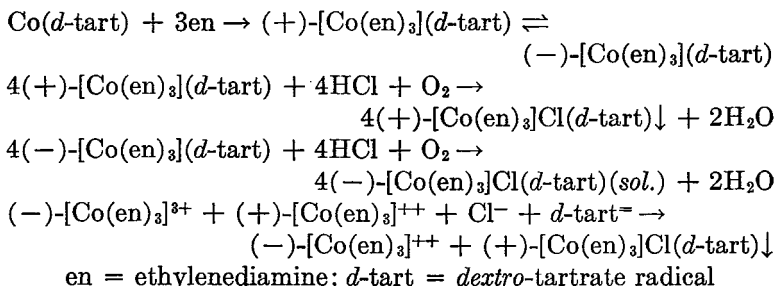 Co(d-tart) + 3en → (+)-[Co(en)₃](d-tart) ⇌
(−)-[Co(en)₃](d-tart)
4(+)-[Co(en)₃](d-tart) + 4HCl + O₂ →
4(+)-[Co(en)₃]Cl(d-tart)↓ + 2H₂O
4(−)-[Co(en)₃](d-tart) + 4HCl + O₂ →
4(−)-[Co(en)₃]Cl(d-tart)(sol.) + 2H₂O
(−)-[Co(en)₃]³⁺ + (+)-[Co(en)₃]⁺⁺ + Cl⁻ + d-tart⁼ →
(−)-[Co(en)₃]⁺⁺ + (+)-[Co(en)₃]Cl(d-tart)↓
en = ethylenediamine: d-tart = dextro-tartrate radical